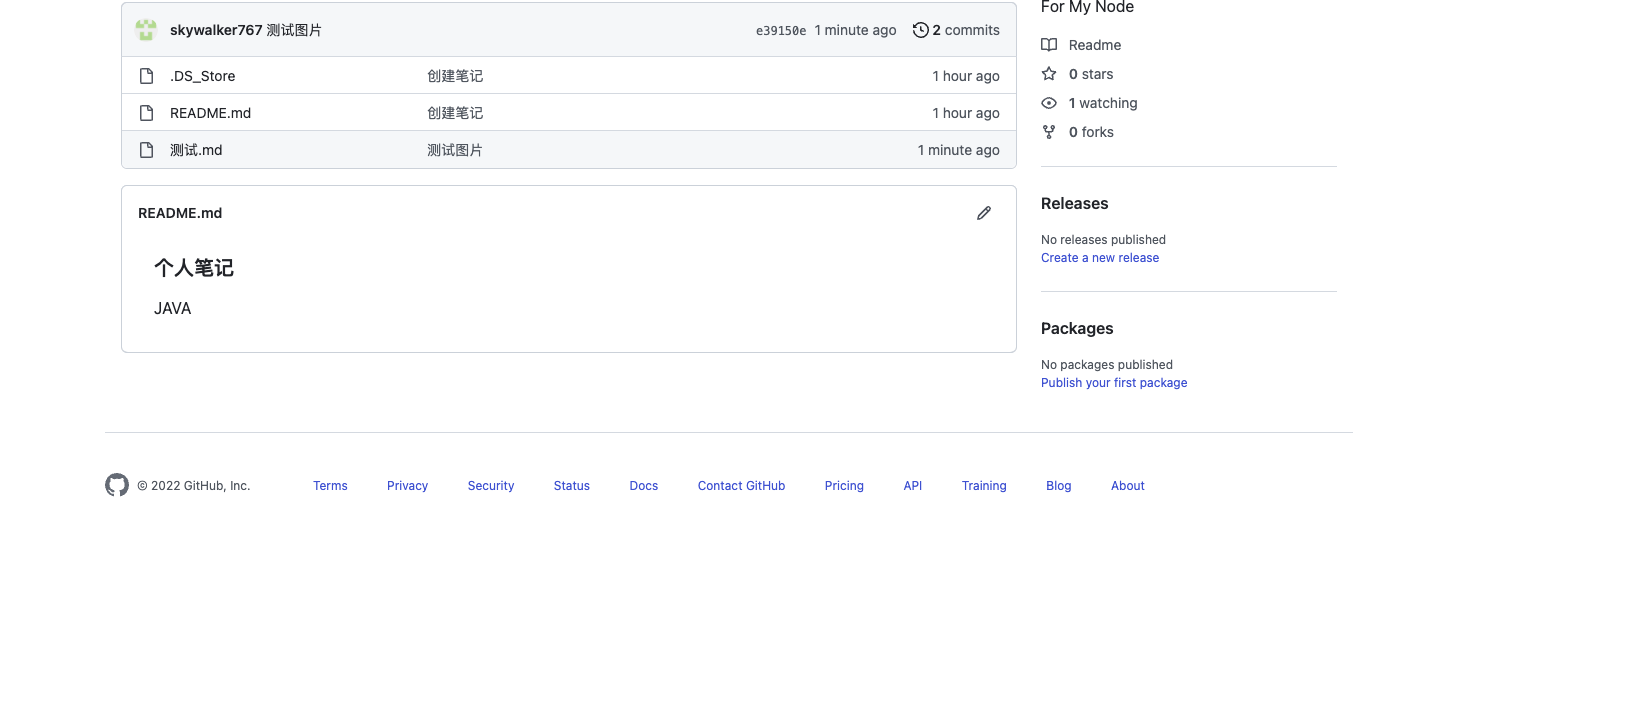 skywalker767 测试图片 e39150e 1 minute ago 2 commits
.DS_Store 创建笔记 1 hour ago
README.md 创建笔记 1 hour ago
测试.md 测试图片 1 minute ago
README.md
个人笔记
JAVA
For My Node
Readme
0 stars
1 watching
0 forks
Releases
No releases published
Create a new release
Packages
No packages published
Publish your first package
© 2022 GitHub, Inc. Terms Privacy Security Status Docs Contact GitHub Pricing API Training Blog About